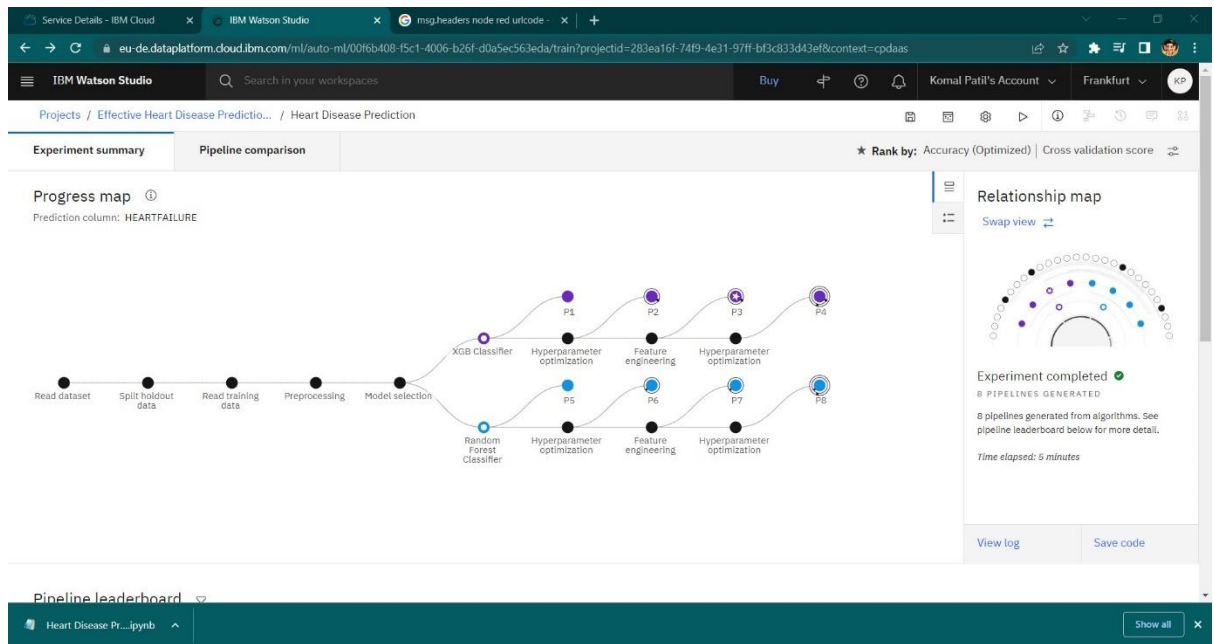 Service Details - IBM Cloud
IBM Watson Studio
msg.headers node red urlcode -
eu-de.dataplatform.cloud.ibm.com/ml/auto-ml/00f6b408-f5c1-4006-b26f-d0a5ec563eda/train?projectid=283ea16f-74f9-4e31-97ff-bf3c833d43ef&context=cpdaas
IBM Watson Studio
Search in your workspaces
Buy
Komal Patil's Account
Frankfurt
KP
Projects / Effective Heart Disease Predictio... / Heart Disease Prediction
Experiment summary
Pipeline comparison
Rank by: Accuracy (Optimized) | Cross validation score
Progress map
Prediction column: HEARTFAILURE
Relationship map
Swap view
P1
P2
P3
P4
XGB Classifier
Hyperparameter
optimization
Feature
engineering
Hyperparameter
optimization
Read dataset
Split holdout
data
Read training
data
Preprocessing
Model selection
P5
P6
P7
P8
Random
Forest
Classifier
Hyperparameter
optimization
Feature
engineering
Hyperparameter
optimization
Experiment completed
8 PIPELINES GENERATED
8 pipelines generated from algorithms. See
pipeline leaderboard below for more detail.
Time elapsed: 5 minutes
View log
Save code
Pipeline leaderboard
Heart Disease Pr....ipynb
Show all